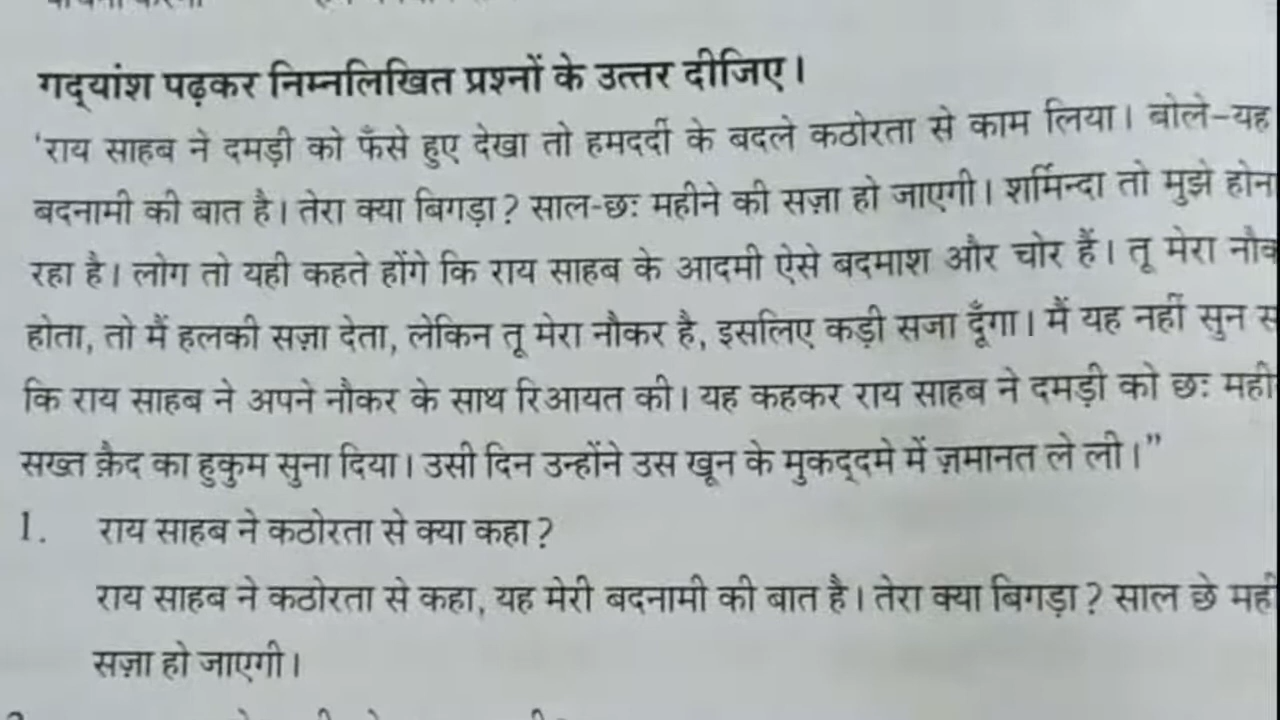 गद्यांश पढ़कर निम्नलिखित प्रश्नों के उत्तर दीजिए।
'राय साहब ने दमड़ी को फँसे हुए देखा तो हमदर्दी के बदले कठोरता से काम लिया। बोले-यह
बदनामी की बात है। तेरा क्या बिगड़ा? साल-छः महीने की सज़ा हो जाएगी। शर्मिन्दा तो मुझे होन
रहा है। लोग तो यही कहते होंगे कि राय साहब के आदमी ऐसे बदमाश और चोर हैं। तू मेरा नौक
होता, तो मैं हलकी सज़ा देता, लेकिन तू मेरा नौकर है, इसलिए कड़ी सजा दूँगा। मैं यह नहीं सुन स
कि राय साहब ने अपने नौकर के साथ रिआयत की। यह कहकर राय साहब ने दमड़ी को छः मही
सख्त क़ैद का हुकुम सुना दिया। उसी दिन उन्होंने उस खून के मुकद्दमे में ज़मानत ले ली।”
1. राय साहब ने कठोरता से क्या कहा?
राय साहब ने कठोरता से कहा, यह मेरी बदनामी की बात है। तेरा क्या बिगड़ा? साल छे मही
सज़ा हो जाएगी।